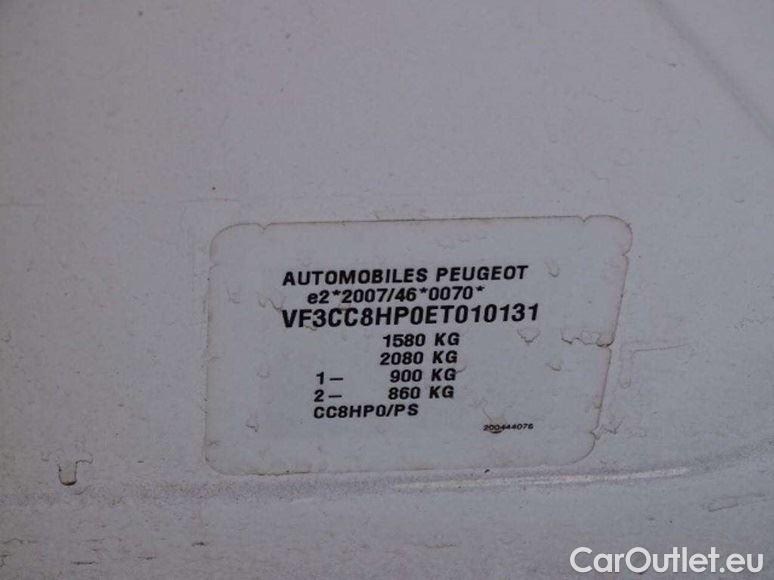 AUTOMOBILES PEUGEOT
e2*2007/46*0070*
VF3CC8HP0ET010131
1580 KG
2080 KG
1— 900 KG
2— 860 KG
CC8HP0/PS
200444076
CarOutlet.eu